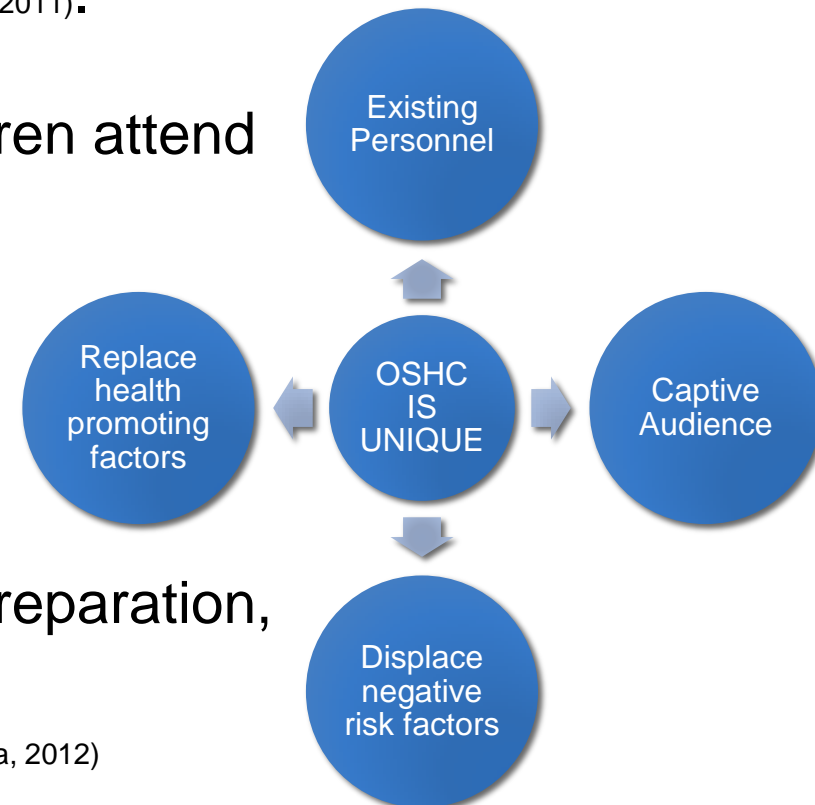 2011).
ren attend
reparation,
a, 2012)
Existing
Personnel
Replace
health
promoting
factors
OSHC
IS
UNIQUE
Captive
Audience
Displace
negative
risk factors